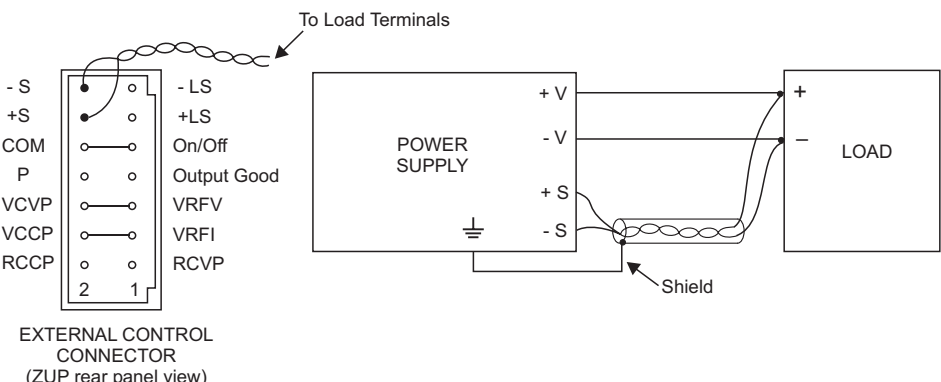 To Load Terminals
- S - LS
+S +LS
COM On/Off
P Output Good
VCVP VRFV
VCCP VRFI
RCCP RCVP
2 1
EXTERNAL CONTROL
CONNECTOR
(ZUP rear panel view)
POWER
SUPPLY
+ V
- V
+ S
- S
Shield
+
–
LOAD